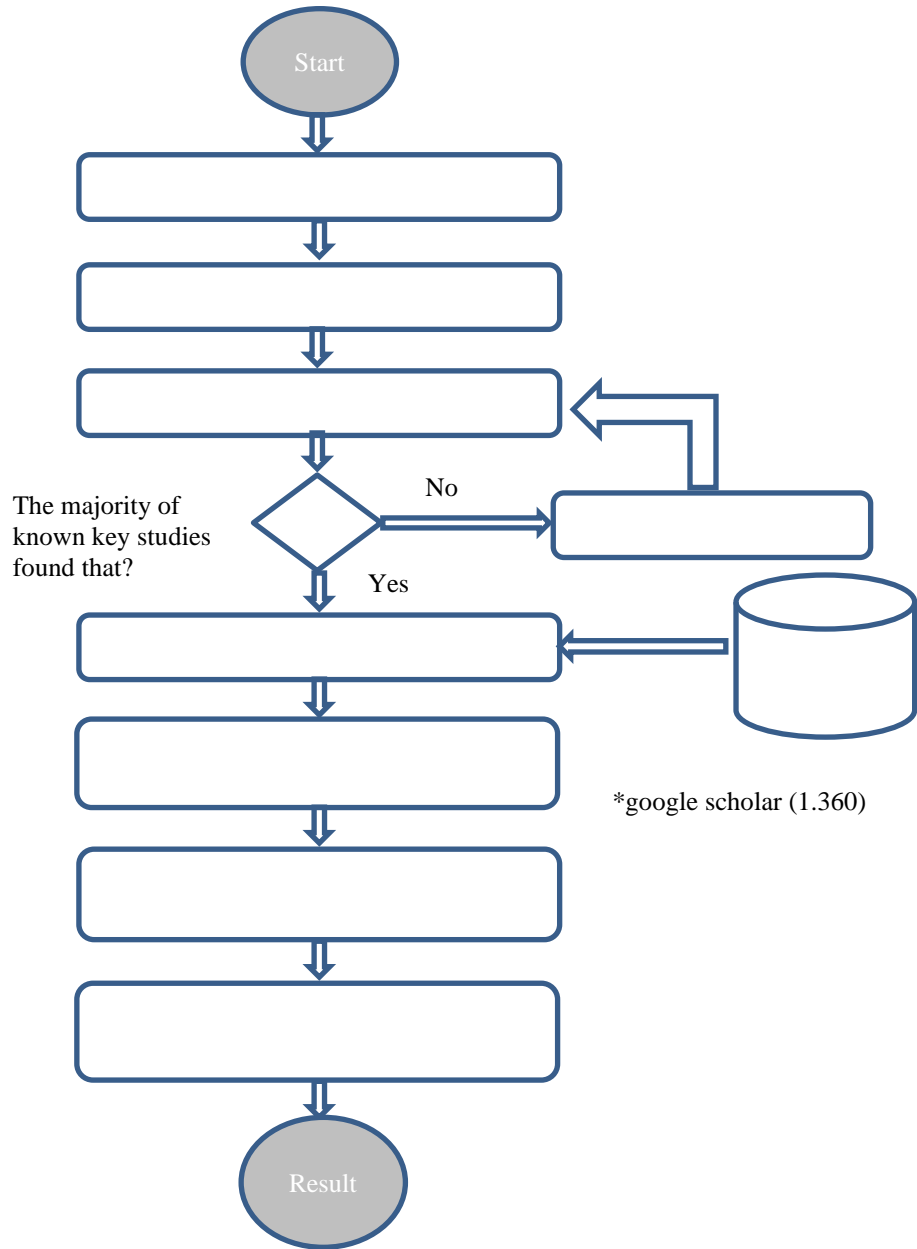 Start
No
The majority of
known key studies
found that?
Yes
*google scholar (1.360)
Result